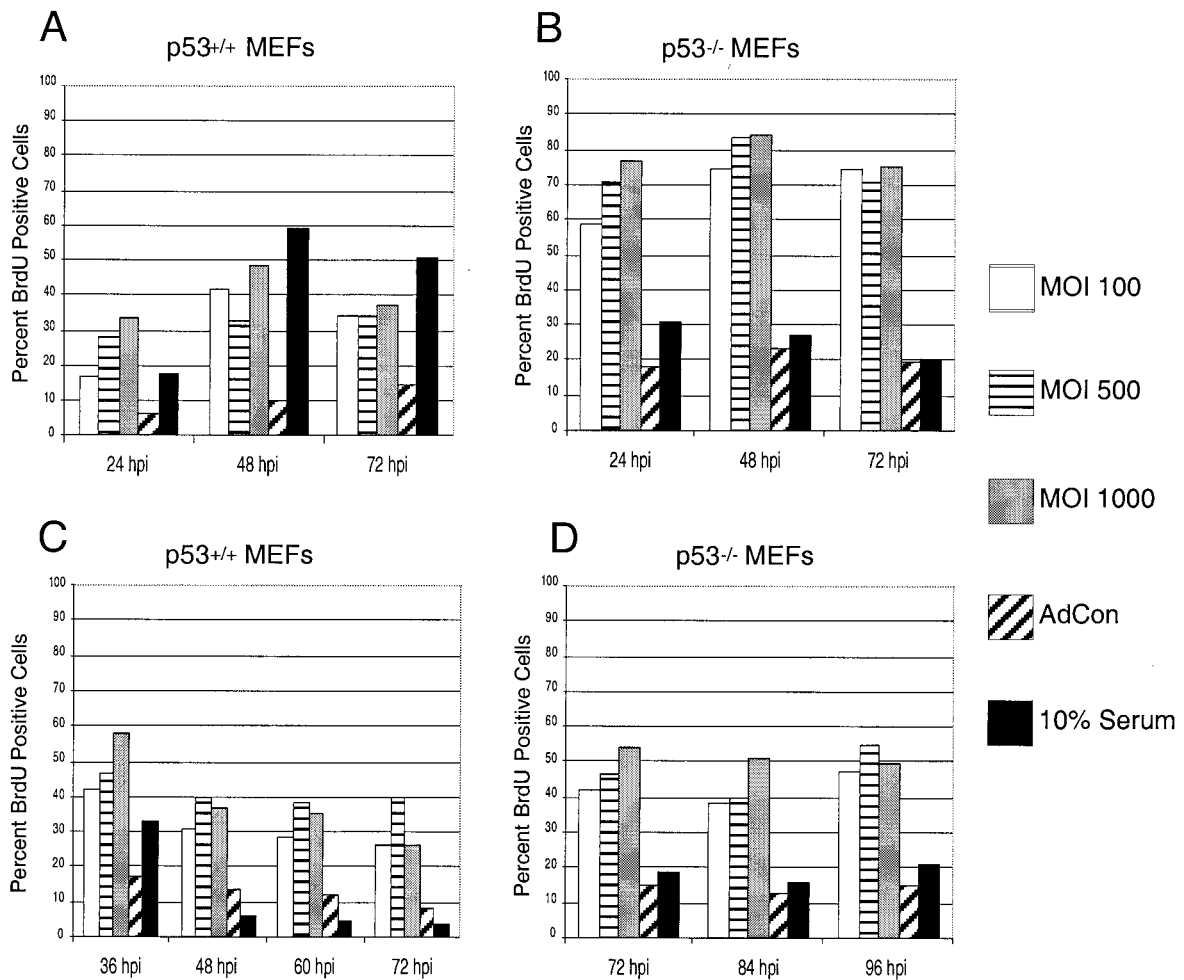 A
p53+/+ MEFs
Percent BrdU Positive Cells
100
90
80
70
60
50
40
30
20
10
0
24 hpi
48 hpi
72 hpi
B
p53-/- MEFs
Percent BrdU Positive Cells
100
90
80
70
60
50
40
30
20
10
0
24 hpi
48 hpi
72 hpi
MOI 100
MOI 500
MOI 1000
AdCon
10% Serum
C
p53+/+ MEFs
Percent BrdU Positive Cells
100
90
80
70
60
50
40
30
20
10
0
36 hpi
48 hpi
60 hpi
72 hpi
D
p53-/- MEFs
Percent BrdU Positive Cells
100
90
80
70
60
50
40
30
20
10
0
72 hpi
84 hpi
96 hpi